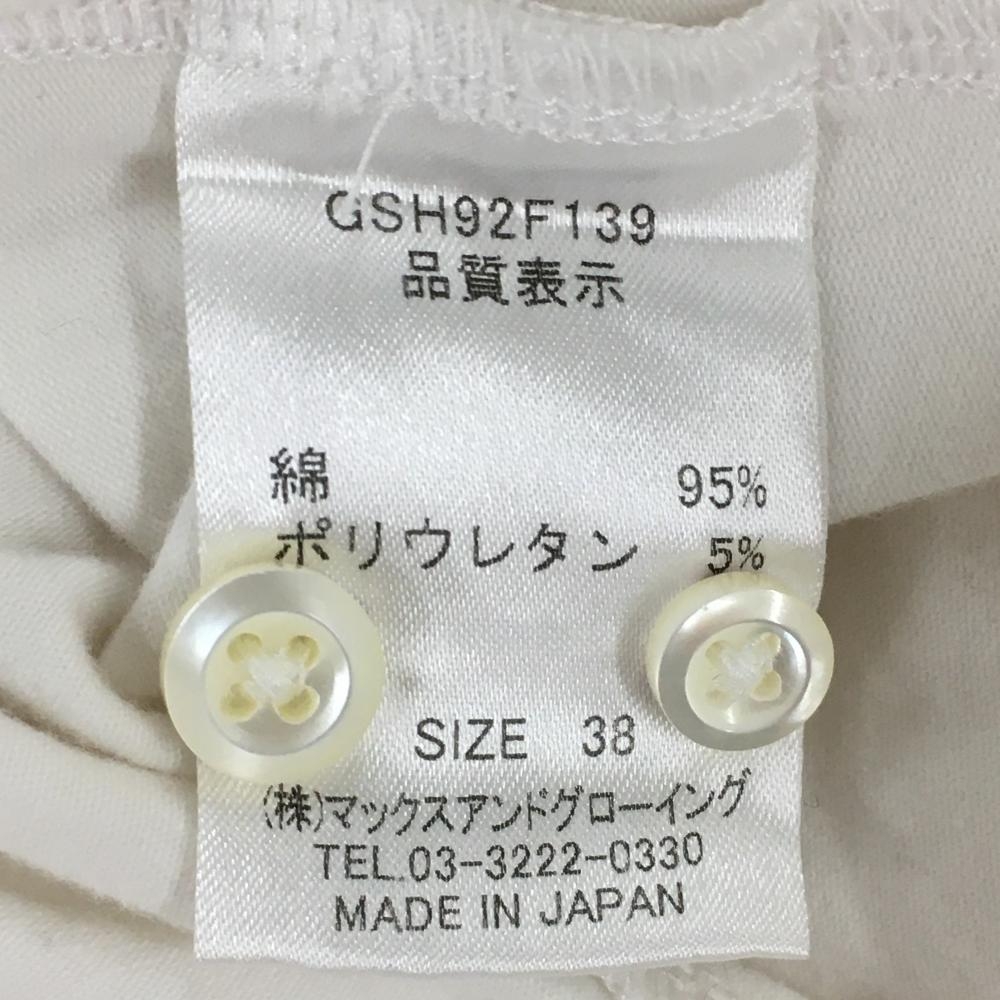 GSH92F139
品質表示
綿 95%
ポリウレタン 5%
SIZE 38
(株)マックスアンドグローイング
TEL.03-3222-0330
MADE IN JAPAN